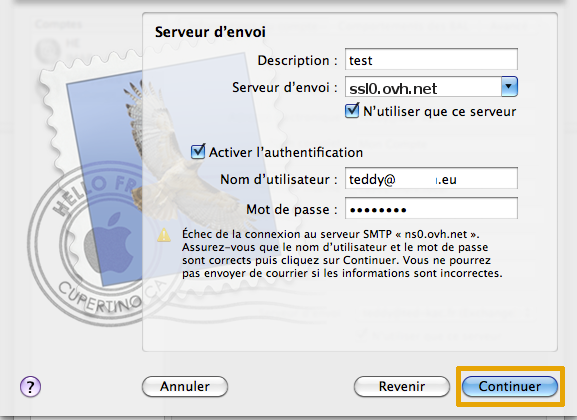 Comptes
Serveur d'envoi
Description : test
Serveur d'envoi : ssl0.ovh.net
N'utiliser que ce serveur
Activer l'authentification
Nom d'utilisateur : teddy@ .eu
Mot de passe : ••••••••
Échec de la connexion au serveur SMTP « ns0.ovh.net ».
Assurez-vous que le nom d'utilisateur et le mot de passe
sont corrects puis cliquez sur Continuer. Vous ne pourrez
pas envoyer de courrier si les informations sont incorrectes.
HELLO FR
CUPERTINO CA
?
Annuler
Revenir
Continuer